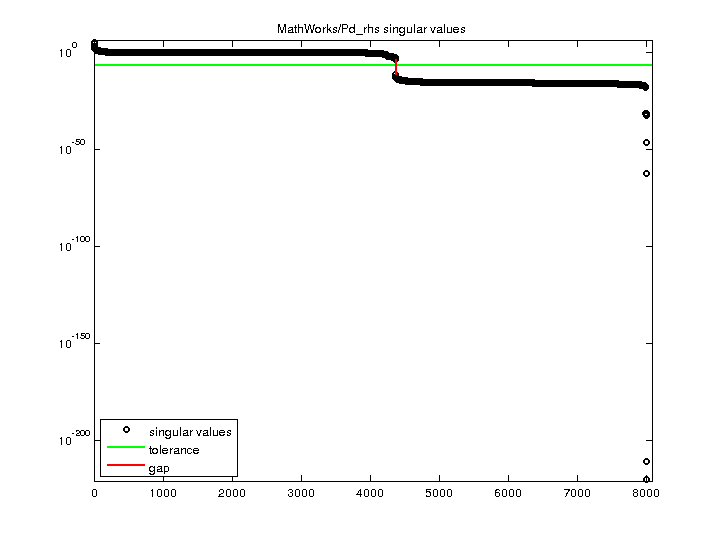 MathWorks/Pd_rhs singular values
10^0
10^-50
10^-100
10^-150
10^-200
singular values
tolerance
gap
0 1000 2000 3000 4000 5000 6000 7000 8000